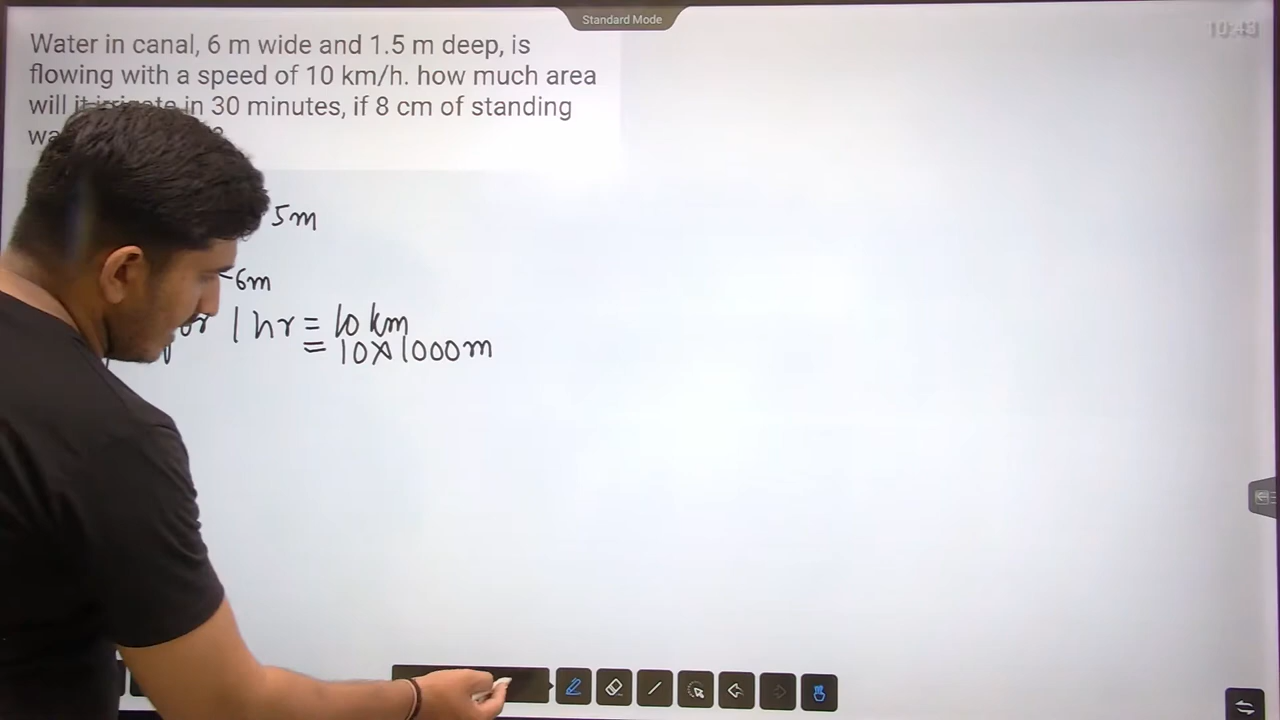 Standard Mode
10:43
Water in canal, 6 m wide and 1.5 m deep, is
flowing with a speed of 10 km/h. how much area
will it irrigate in 30 minutes, if 8 cm of standing
5m
6m
1 hr = 10 km
= 10×1000m